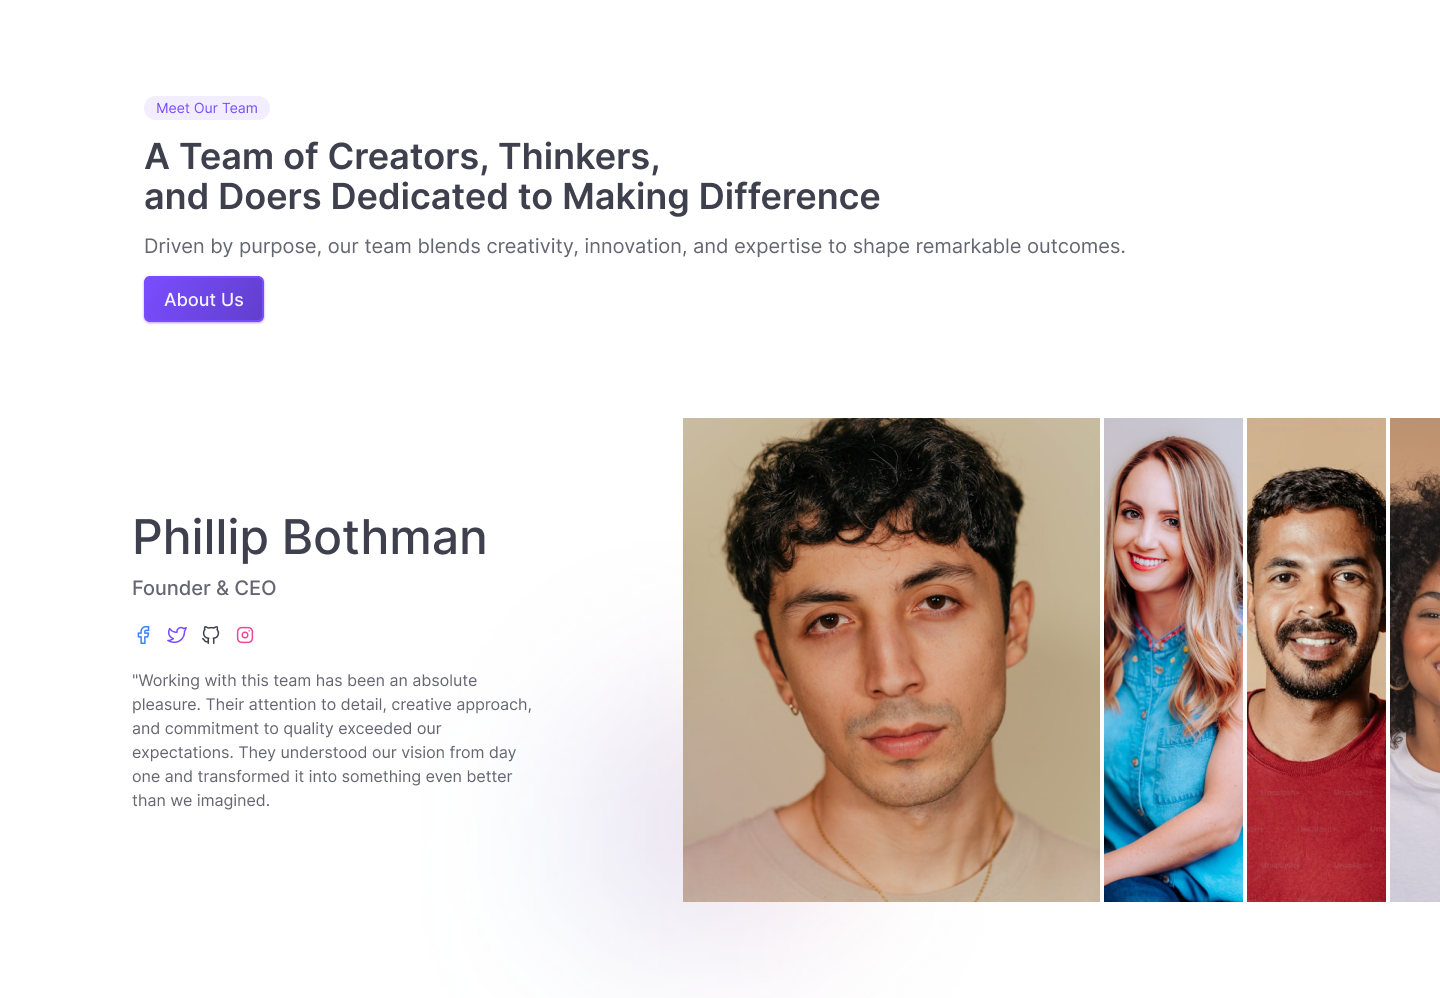 Meet Our Team
A Team of Creators, Thinkers,
and Doers Dedicated to Making Difference
Driven by purpose, our team blends creativity, innovation, and expertise to shape remarkable outcomes.
About Us
Phillip Bothman
Founder & CEO
"Working with this team has been an absolute
pleasure. Their attention to detail, creative approach,
and commitment to quality exceeded our
expectations. They understood our vision from day
one and transformed it into something even better
than we imagined.